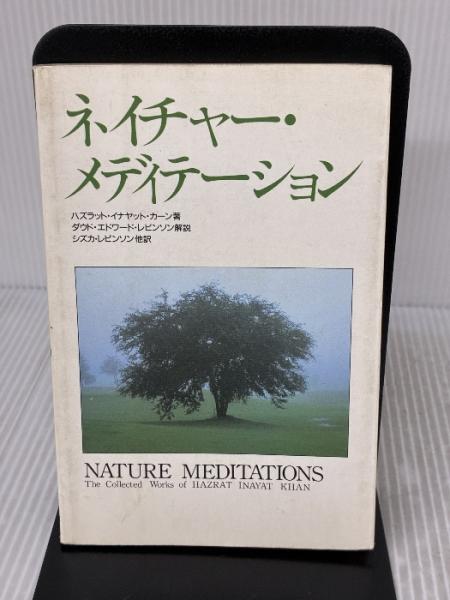 ネイチャー・
メディテーション
ハズラット・イナヤット・カーン著
ダウド・エドワード・レビンソン解説
シズカ・レビンソン他訳
NATURE MEDITATIONS
The Collected Works of HAZRAT INAYAT KHAN